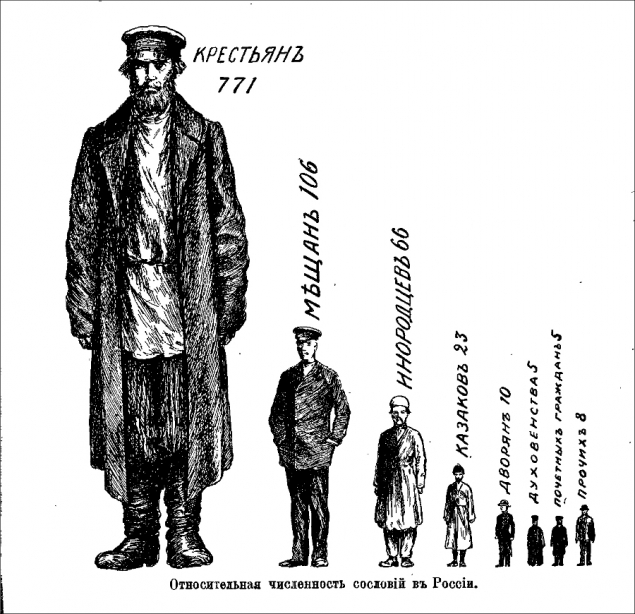 КРЕСТЬЯНЪ
771
МѢЩАНЪ 106
ИНОРОДЦЕВЪ 66
КАЗАКОВЪ 23
ДВОРЯНЪ 10
ДУХОВЕНСТВА 5
ПОЧЕТНЫХЪ ГРАЖДАНЪ 5
ПРОЧИХЪ 8
Относительная численность сословій въ Россіи.